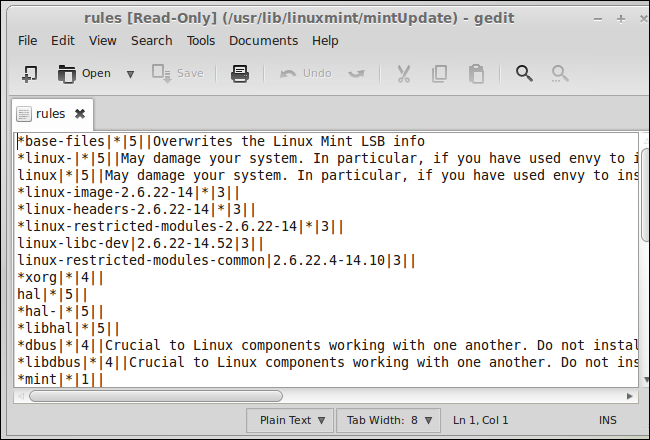 rules [Read-Only] (/usr/lib/linuxmint/mintUpdate) - gedit
File Edit View Search Tools Documents Help
Open Save Undo
rules
*base-files|*|5||Overwrites the Linux Mint LSB info
*linux-|*|5||May damage your system. In particular, if you have used envy to i
linux|*|5||May damage your system. In particular, if you have used envy to ins
*linux-image-2.6.22-14|*|3||
*linux-headers-2.6.22-14|*|3||
*linux-restricted-modules-2.6.22-14|*|3||
linux-libc-dev|2.6.22-14.52|3||
linux-restricted-modules-common|2.6.22.4-14.10|3||
*xorg|*|4||
hal|*|5||
*hal-|*|5||
*libhal|*|5||
*dbus|*|4||Crucial to Linux components working with one another. Do not instal
*libdbus|*|4||Crucial to Linux components working with one another. Do not ins
*mint|*|1||
Plain Text Tab Width: 8 Ln 1, Col 1 INS